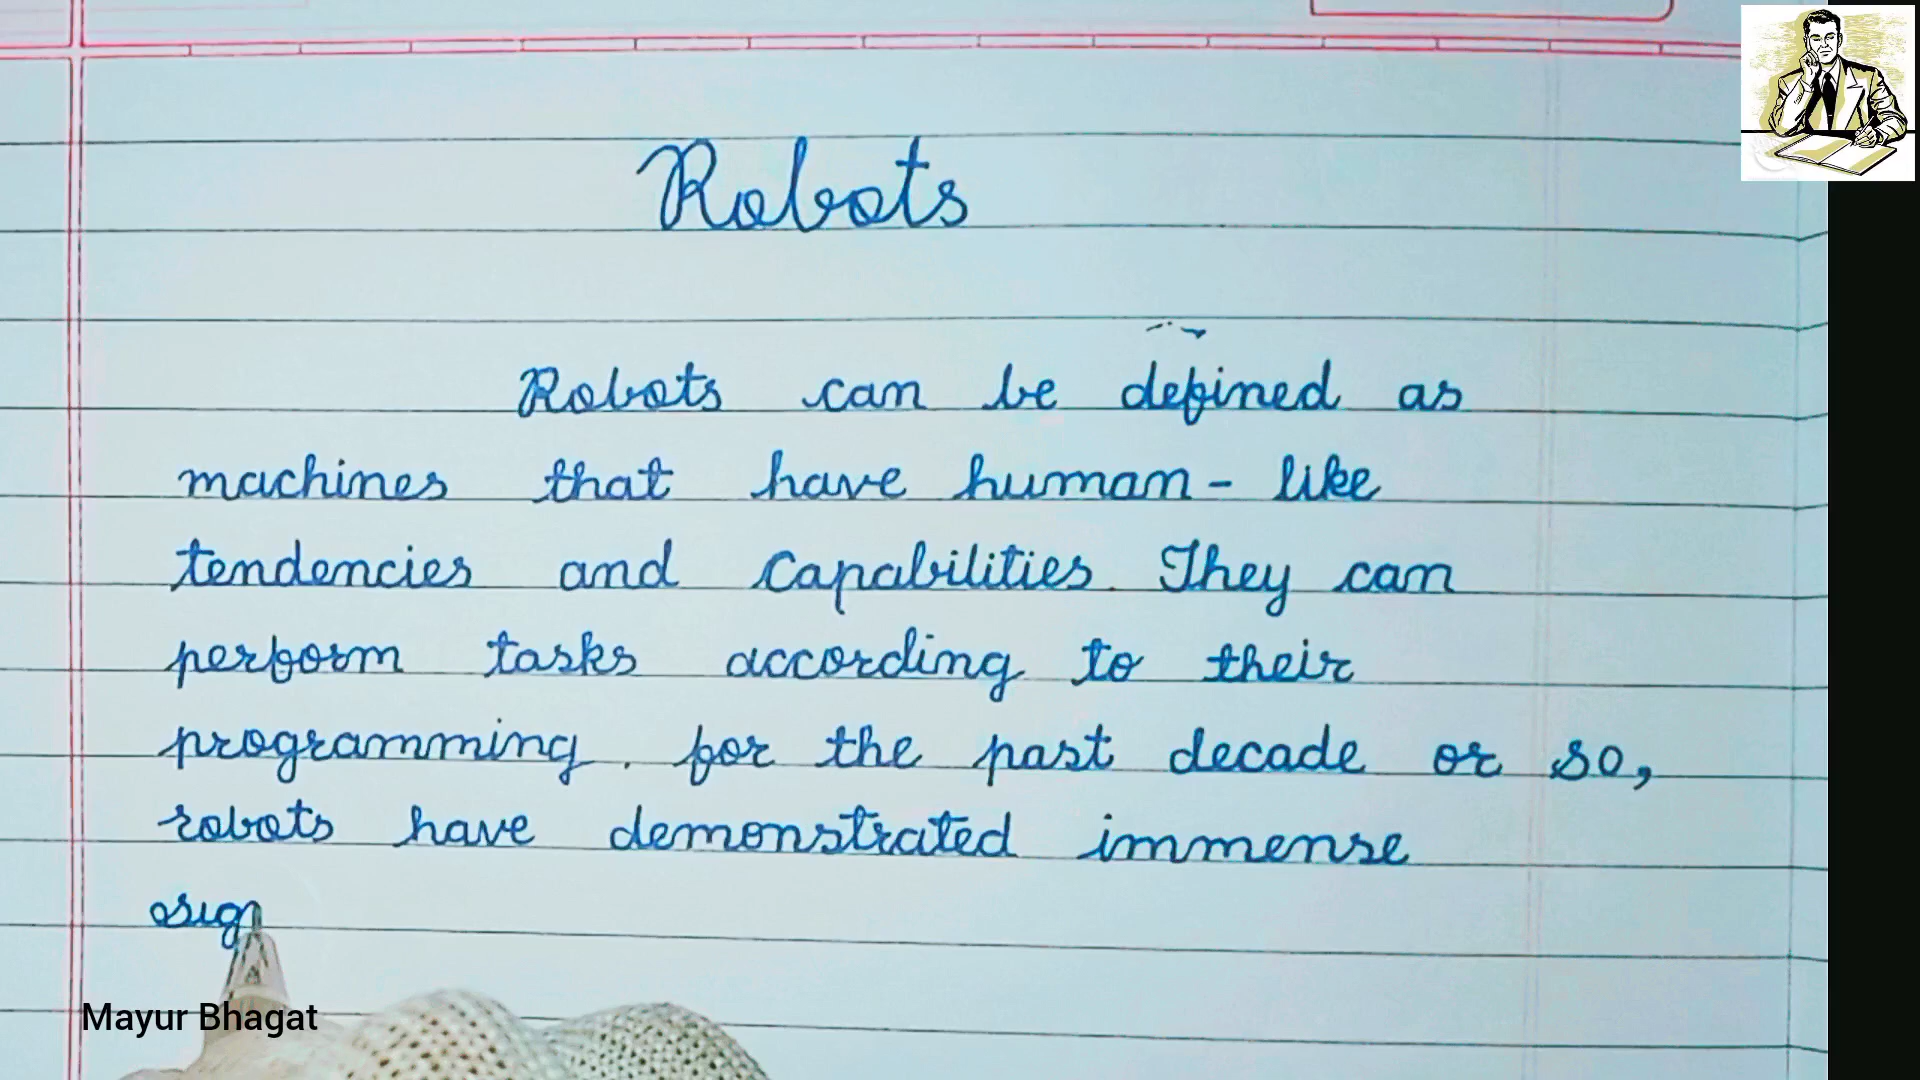 Robots
Robots can be defined as
machines that have human-like
tendencies and capabilities. They can
perform tasks according to their
programming. for the past decade or so,
robots have demonstrated immense
sign
Mayur Bhagat